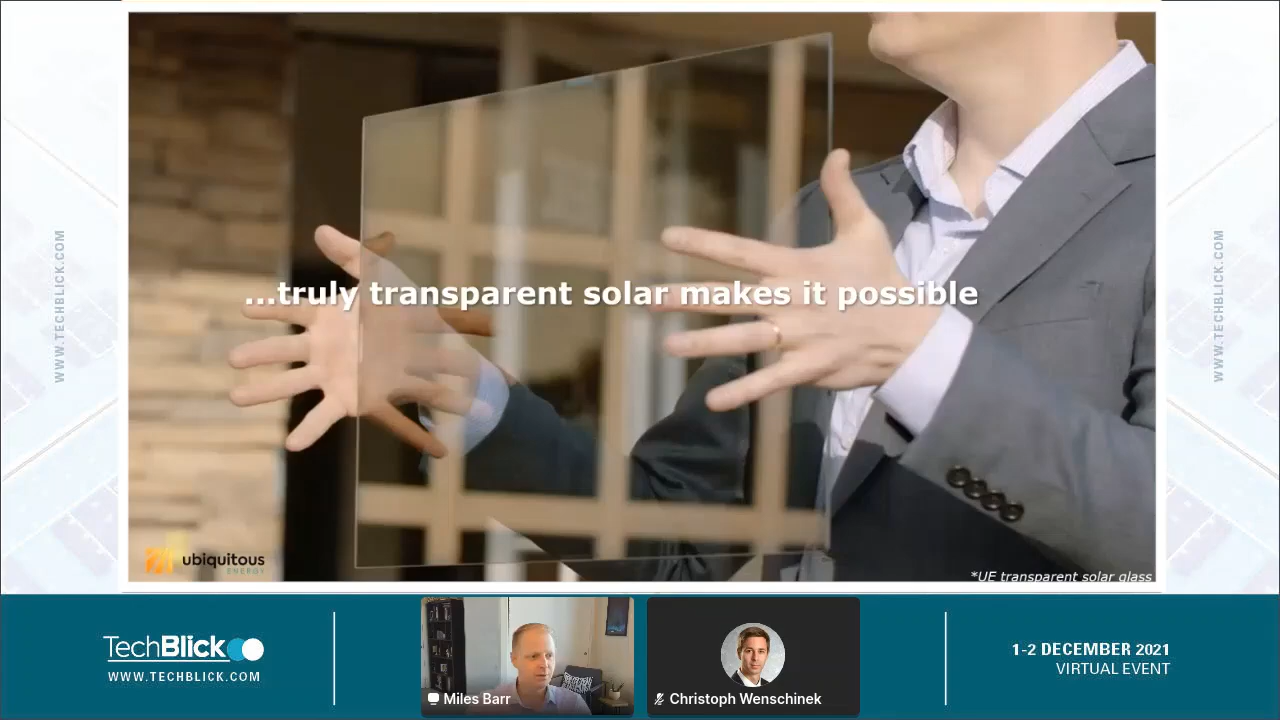 WWW.TECHBLICK.COM
...truly transparent solar makes it possible
WWW.TECHBLICK.COM
ubiquitous
ENERGY
*UE transparent solar glass
TechBlick
WWW.TECHBLICK.COM
Miles Barr
Christoph Wenschinek
1-2 DECEMBER 2021
VIRTUAL EVENT